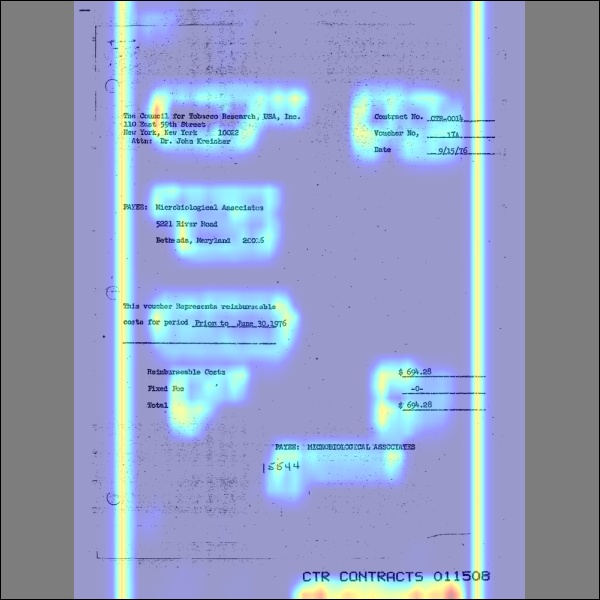 The Council for Tobacco Research, USA, Inc.
110 East 59th Street
New York, New York 10022
Attn: Dr. John Kreisher
Contract No. CTR-0014
Voucher No, 17A
Date 9/15/76
PAYEE: Microbiological Associates
5221 River Road
Bethesda, Maryland 20016
This voucher Represents reimbursable
costs for period Prior to June 30,1976
Reimbursable Costs $ 694.28
Fixed Fee -0-
Total $ 694.28
PAYEE: MICROBIOLOGICAL ASSOCIATES
CTR CONTRACTS 011508